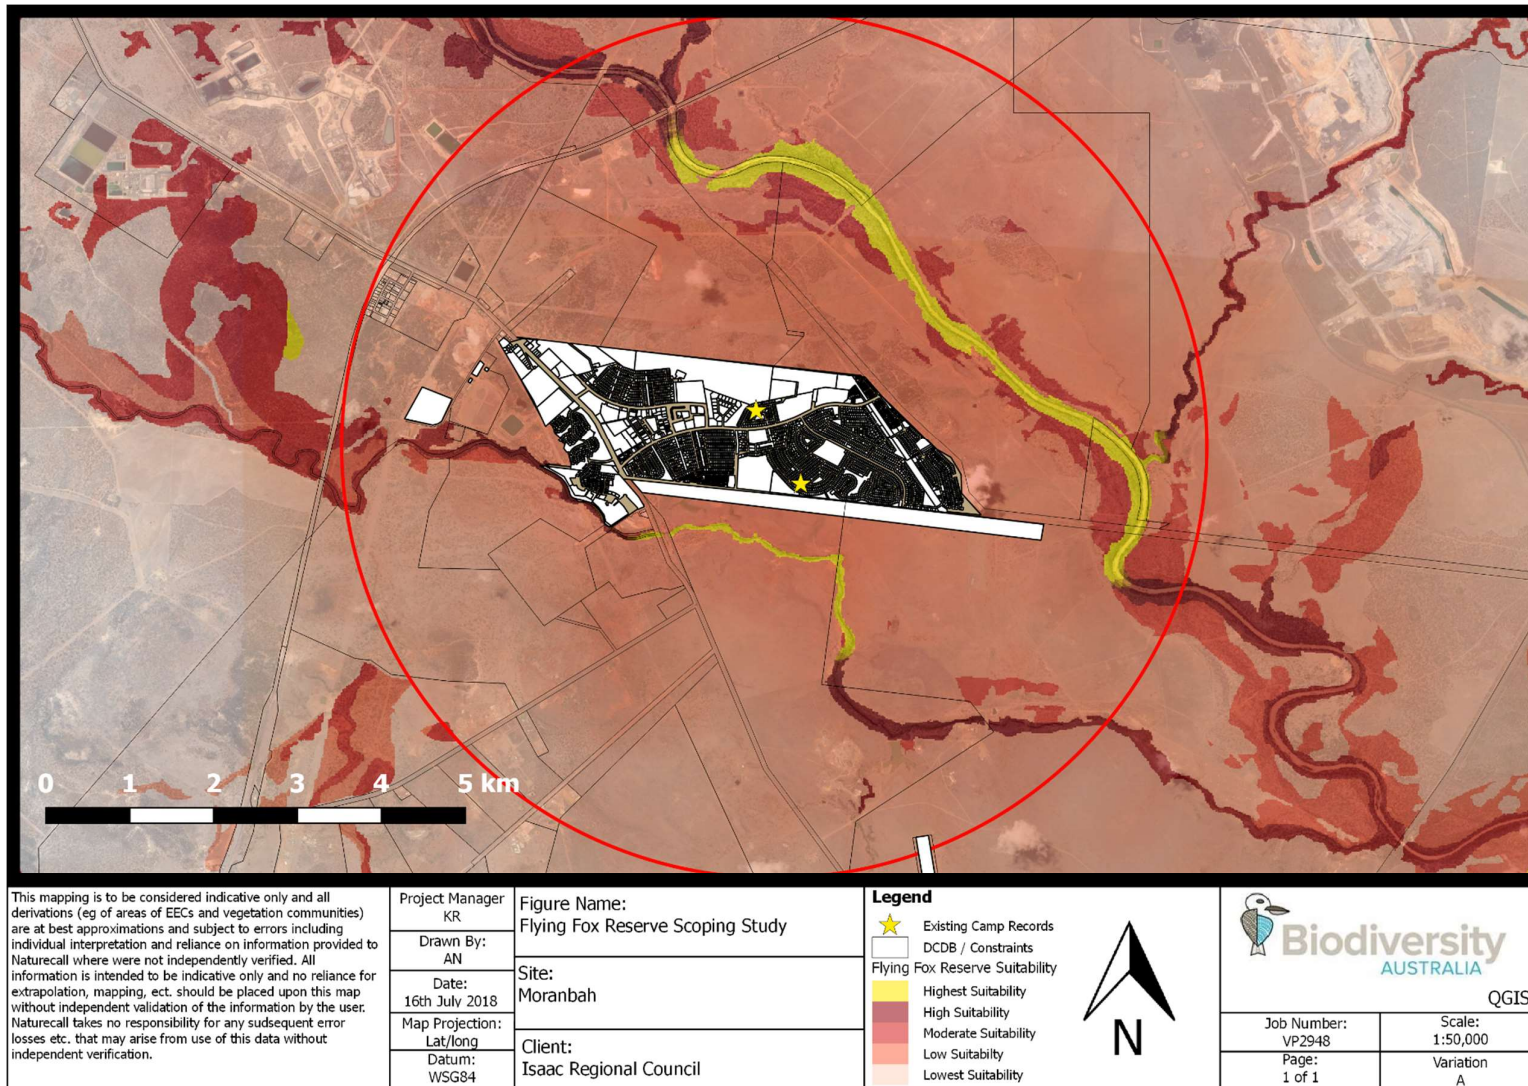 0 1 2 3 4 5 km
This mapping is to be considered indicative only and all
derivations (eg of areas of EECs and vegetation communities)
are at best approximations and subject to errors including
individual interpretation and reliance on information provided to
Naturecall where were not independently verified. All
information is intended to be indicative only and no reliance for
extrapolation, mapping, ect. should be placed upon this map
without independent validation of the information by the user.
Naturecall takes no responsibility for any sudsequent error
losses etc. that may arise from use of this data without
independent verification.
Project Manager
KR
Drawn By:
AN
Date:
16th July 2018
Map Projection:
Lat/long
Datum:
WSG84
Figure Name:
Flying Fox Reserve Scoping Study
Site:
Moranbah
Client:
Isaac Regional Council
Legend
Existing Camp Records
DCDB / Constraints
Flying Fox Reserve Suitability
Highest Suitability
High Suitability
Moderate Suitability
Low Suitabilty
Lowest Suitability
N
Biodiversity
AUSTRALIA
QGIS
Job Number:
VP2948
Scale:
1:50,000
Page:
1 of 1
Variation
A